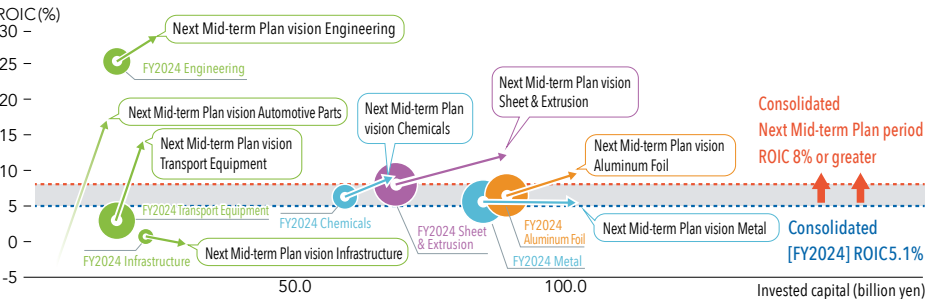 ROIC(%)
30
25
20
15
10
5
0
-5
Next Mid-term Plan vision Engineering
FY2024 Engineering
Next Mid-term Plan vision Automotive Parts
Next Mid-term Plan vision
Transport Equipment
FY2024 Transport Equipment
FY2024 Infrastructure
Next Mid-term Plan vision Infrastructure
Next Mid-term Plan
vision Chemicals
FY2024 Chemicals
Next Mid-term Plan vision
Sheet & Extrusion
FY2024 Sheet
& Extrusion
Next Mid-term Plan vision
Aluminum Foil
FY2024
Aluminum Foil
FY2024 Metal
Next Mid-term Plan vision Metal
Consolidated
Next Mid-term Plan period
ROIC 8% or greater
Consolidated
[FY2024] ROIC5.1%
50.0
100.0
Invested capital (billion yen)